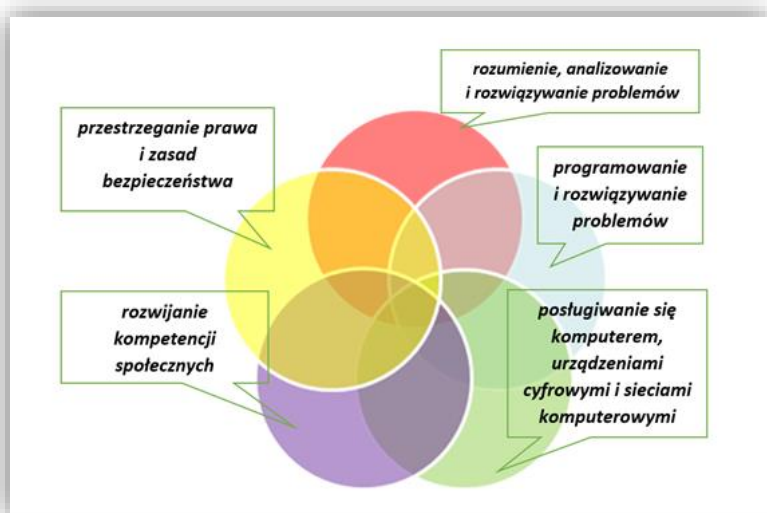 rozumienie, analizowanie
i rozwiązywanie problemów
przestrzeganie prawa
i zasad
bezpieczeństwa
programowanie
i rozwiązywanie
problemów
rozwijanie
kompetencji
społecznych
posługiwanie się
komputerem,
urządzeniami
cyfrowymi i sieciami
komputerowymi